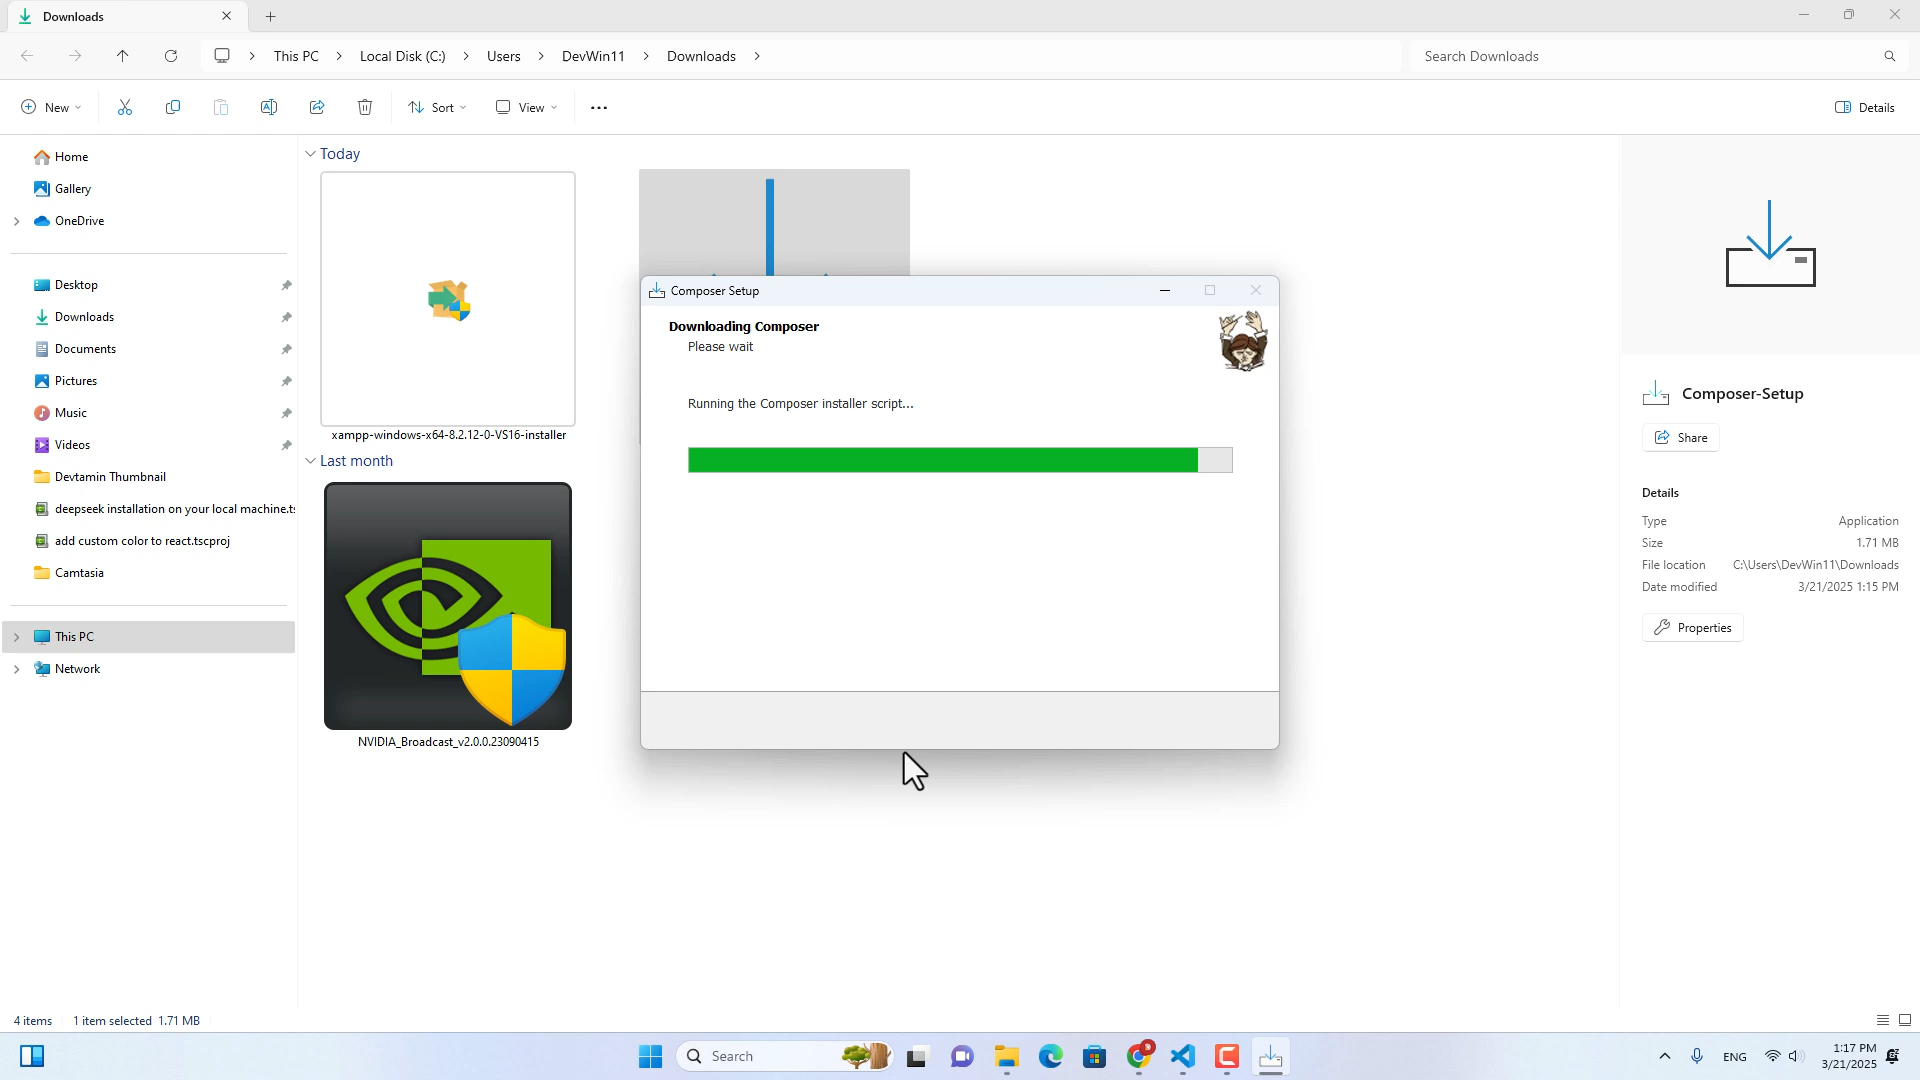 Downloads
This PC
Local Disk (C:)
Users
DevWin11
Downloads
Search Downloads
New
Sort
View
Details
Home
Gallery
OneDrive
Desktop
Downloads
Documents
Pictures
Music
Videos
Devtamin Thumbnail
deepseek installation on your local machine.ts
add custom color to react.tscproj
Camtasia
This PC
Network
Today
xampp-windows-x64-8.2.12-0-VS16-installer
Last month
NVIDIA_Broadcast_v2.0.0.23090415
Composer Setup
Downloading Composer
Please wait
Running the Composer installer script...
Composer-Setup
Share
Details
Type Application
Size 1.71 MB
File location C:\Users\DevWin11\Downloads
Date modified 3/21/2025 1:15 PM
Properties
4 items 1 item selected 1.71 MB
Search
ENG
1:17 PM
3/21/2025